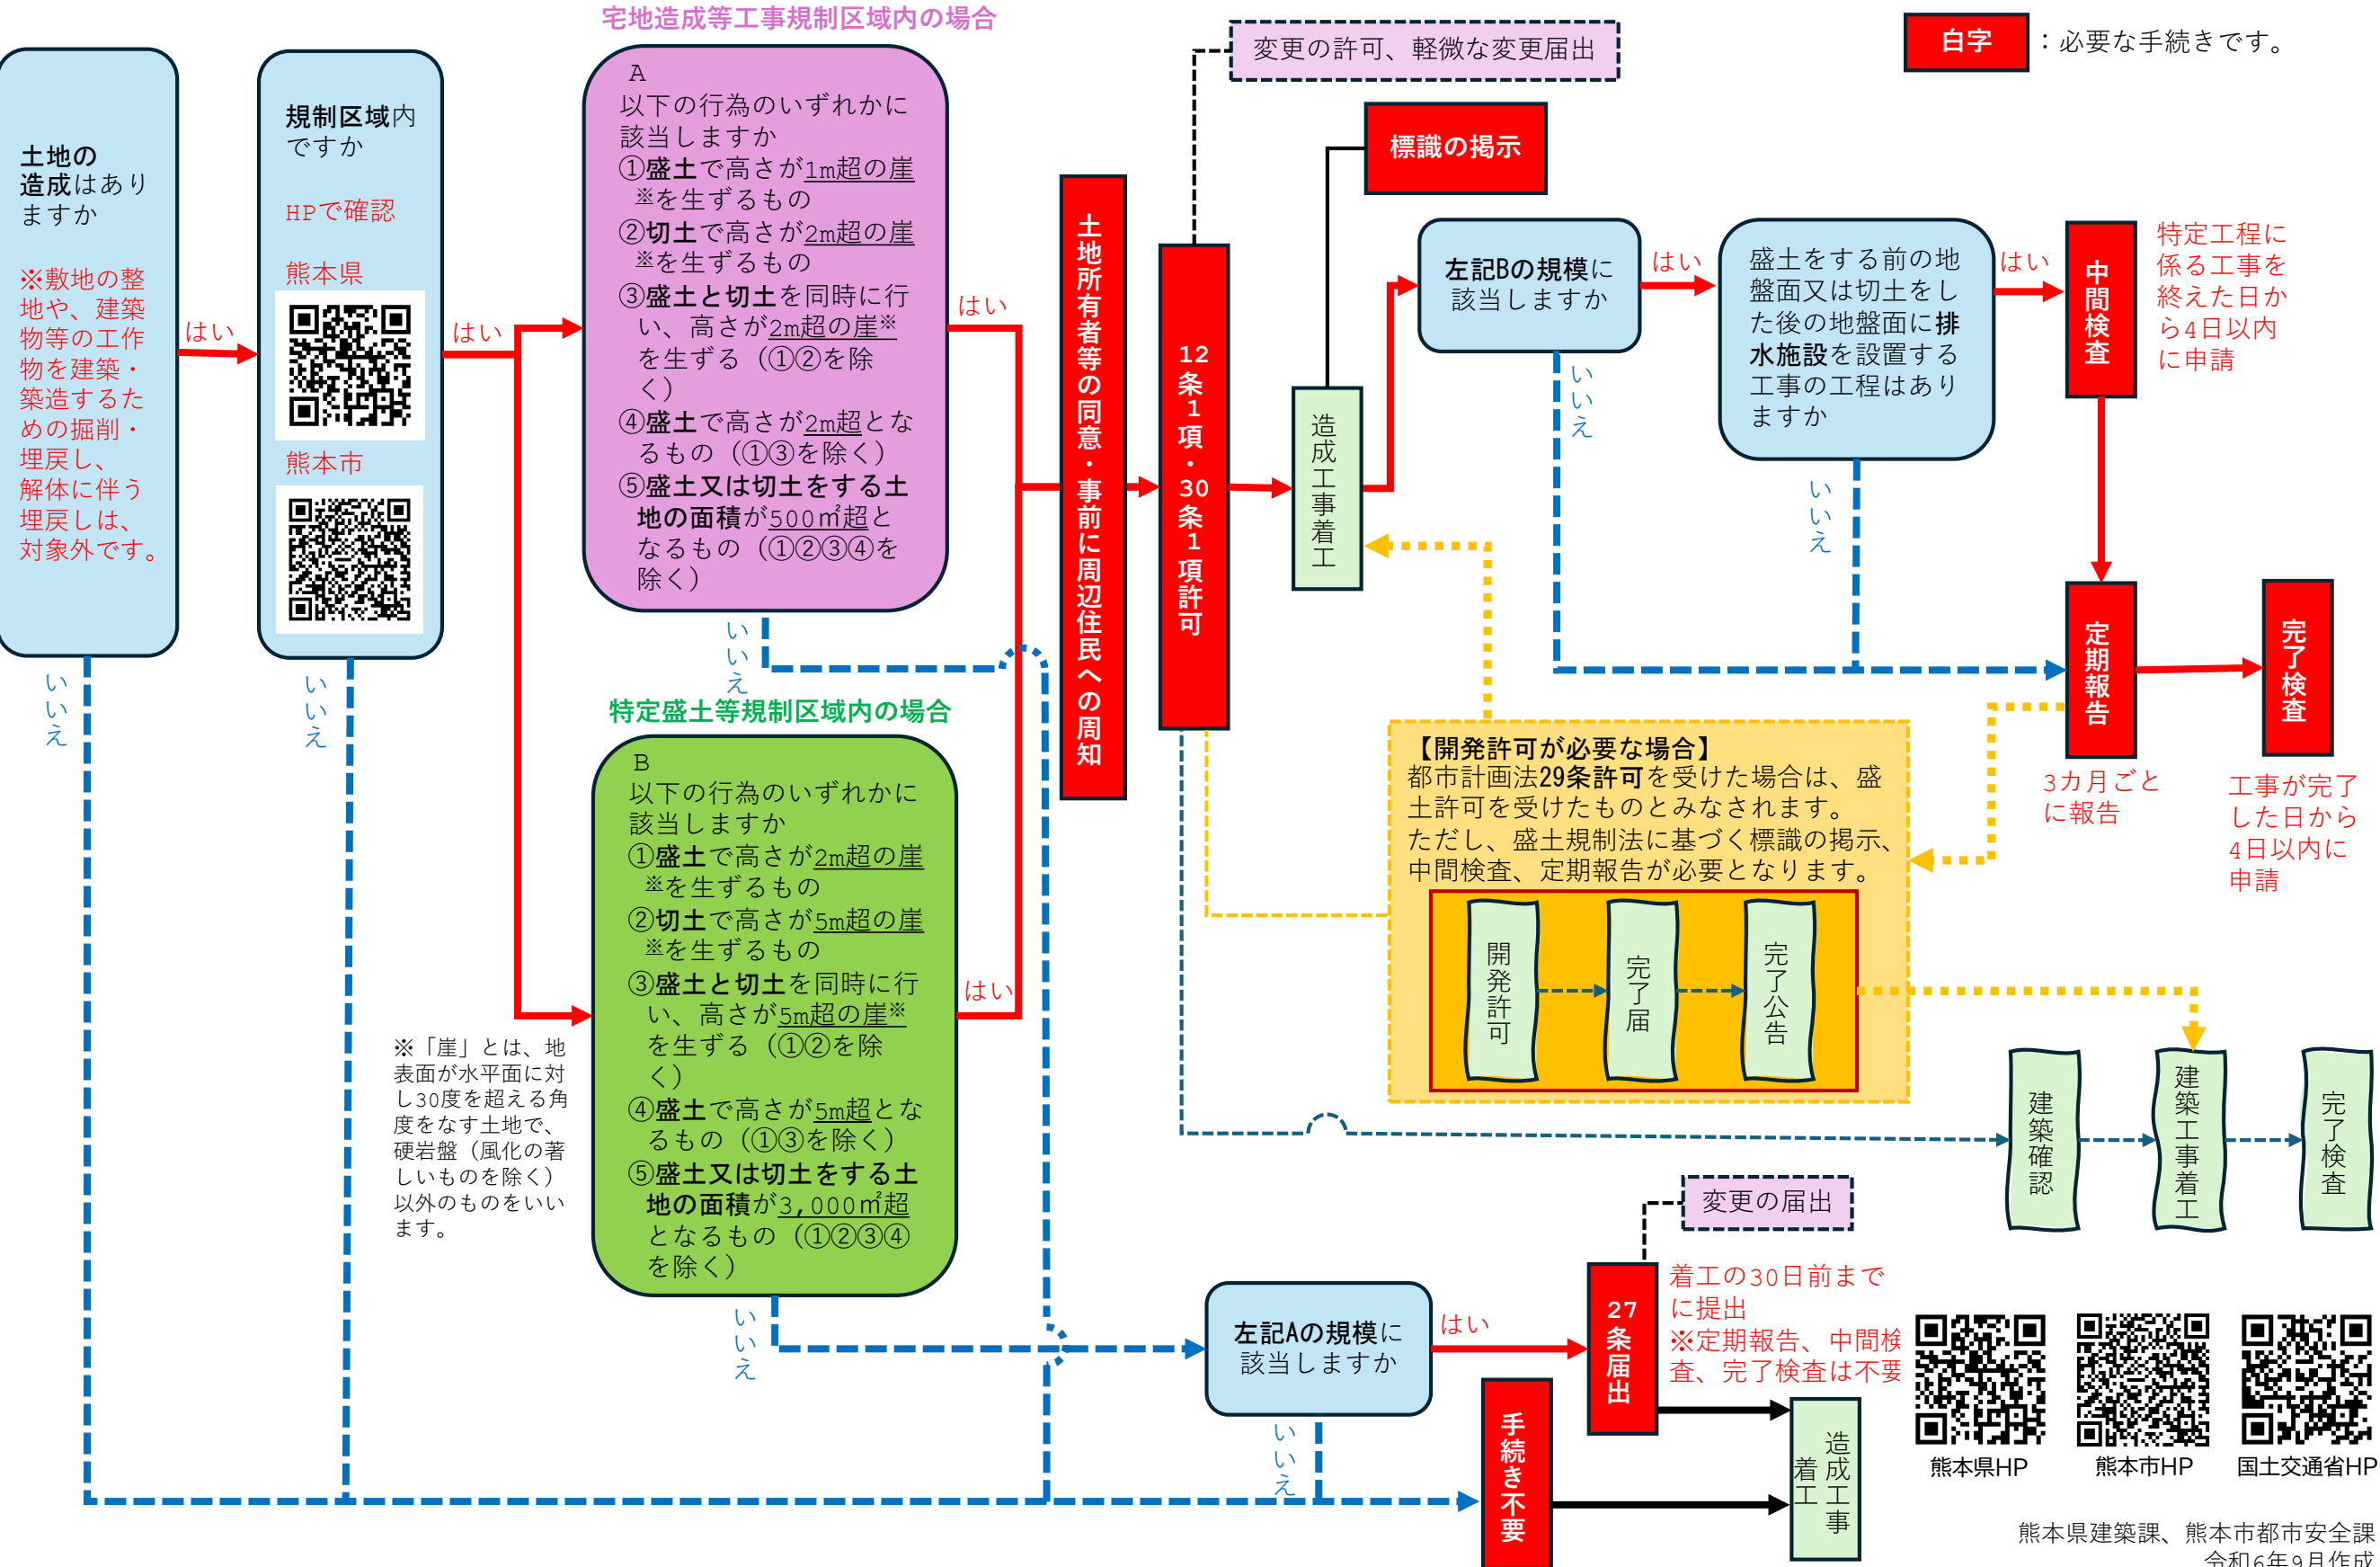 宅地造成等工事規制区域内の場合
変更の許可、軽微な変更届出
白字
：必要な手続きです。
土地の
造成はあり
ますか
※敷地の整
地や、建築
物等の工作
物を建築・
築造するた
めの掘削・
埋戻し、
解体に伴う
埋戻しは、
対象外です。
はい
いいえ
規制区域内
ですか
HPで確認
熊本県
熊本市
はい
いいえ
A
以下の行為のいずれかに
該当しますか
①盛土で高さが1m超の崖
※を生ずるもの
②切土で高さが2m超の崖
※を生ずるもの
③盛土と切土を同時に行
い、高さが2m超の崖※
を生ずる（①②を除
く）
④盛土で高さが2m超とな
るもの（①③を除く）
⑤盛土又は切土をする土
地の面積が500㎡超と
なるもの（①②③④を
除く）
はい
いいえ
特定盛土等規制区域内の場合
B
以下の行為のいずれかに
該当しますか
①盛土で高さが2m超の崖
※を生ずるもの
②切土で高さが5m超の崖
※を生ずるもの
③盛土と切土を同時に行
い、高さが5m超の崖※
を生ずる（①②を除
く）
④盛土で高さが5m超とな
るもの（①③を除く）
⑤盛土又は切土をする土
地の面積が3,000㎡超
となるもの（①②③④
を除く）
はい
いいえ
※「崖」とは、地
表面が水平面に対
し30度を超える角
度をなす土地で、
硬岩盤（風化の著
しいものを除く）
以外のものをいい
ます。
土地所有者等の同意・事前に周辺住民への周知
12条1項・30条1項許可
標識の掲示
造成工事着工
左記Bの規模に
該当しますか
はい
いいえ
盛土をする前の地
盤面又は切土をし
た後の地盤面に排
水施設を設置する
工事の工程はあり
ますか
はい
いいえ
中間検査
特定工程に
係る工事を
終えた日か
ら4日以内
に申請
定期報告
3カ月ごと
に報告
完了検査
工事が完了
した日から
4日以内に
申請
【開発許可が必要な場合】
都市計画法29条許可を受けた場合は、盛
土許可を受けたものとみなされます。
ただし、盛土規制法に基づく標識の掲示、
中間検査、定期報告が必要となります。
開発許可
完了届
完了公告
建築確認
建築工事着工
完了検査
変更の届出
左記Aの規模に
該当しますか
はい
いいえ
27条届出
着工の30日前まで
に提出
※定期報告、中間検
査、完了検査は不要
手続き不要
造成工事
着工
熊本県HP
熊本市HP
国土交通省HP
熊本県建築課、熊本市都市安全課
令和6年9月作成